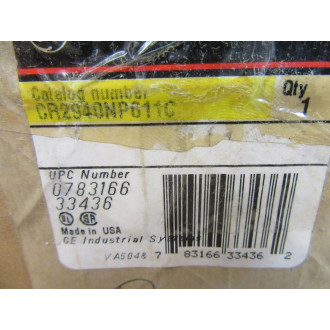 Catalog number
CR2940NP611C
Qty
1
UPC Number
0783166
33436
Made in USA
GE Industrial Systems
VA5048
7 83166 33436 2